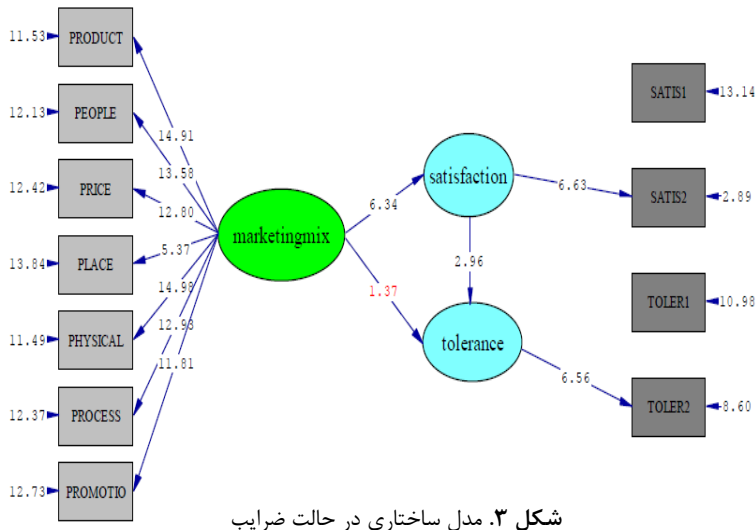 11.53 PRODUCT
12.13 PEOPLE
12.42 PRICE
13.84 PLACE
11.49 PHYSICAL
12.37 PROCESS
12.73 PROMOTIO
14.91
13.58
12.80
5.37
14.98
12.93
11.81
marketingmix
6.34
1.37
satisfaction
2.96
tolerance
6.63
6.56
SATIS1 13.14
SATIS2 2.89
TOLER1 10.98
TOLER2 8.60
شکل ۳. مدل ساختاری در حالت ضرایب